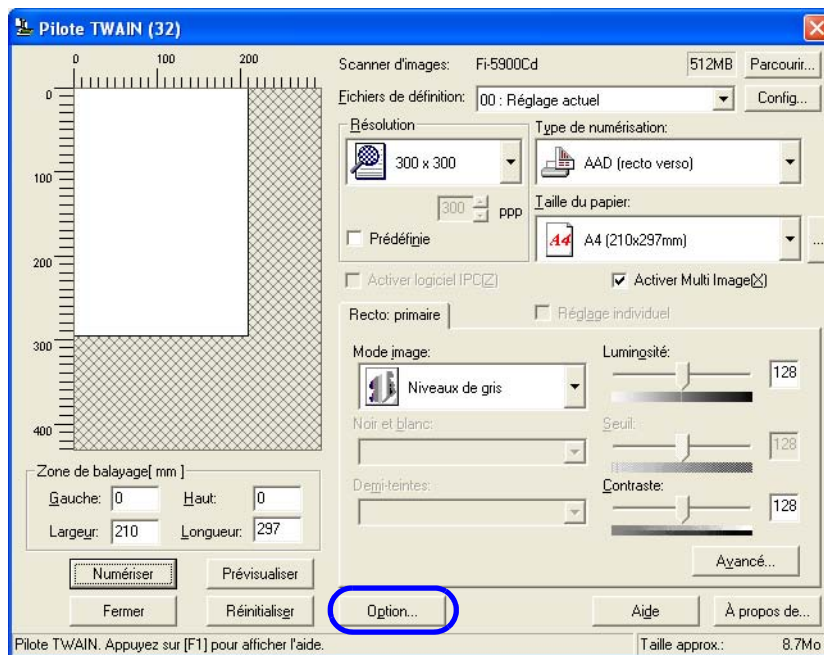 Pilote TWAIN (32)
0 100 200
0
100
200
300
400
Scanner d'images: Fi-5900Cd 512MB Parcourir...
Fichiers de définition: 00 : Réglage actuel Config...
Résolution
300 x 300
300 ppp
Prédéfinie
Type de numérisation:
AAD (recto verso)
Taille du papier:
A4 A4 (210x297mm) ...
Activer logiciel IPC(Z) Activer Multi Image(X)
Recto: primaire Réglage individuel
Mode image:
Niveaux de gris
Noir et blanc:
Demi-teintes:
Luminosité:
128
Seuil:
128
Contraste:
128
Avancé...
Zone de balayage[ mm ]
Gauche: 0 Haut: 0
Largeur: 210 Longueur: 297
Numériser Prévisualiser
Fermer Réinitialiser Option... Aide À propos de...
Pilote TWAIN. Appuyez sur [F1] pour afficher l'aide. Taille approx.: 8.7Mo